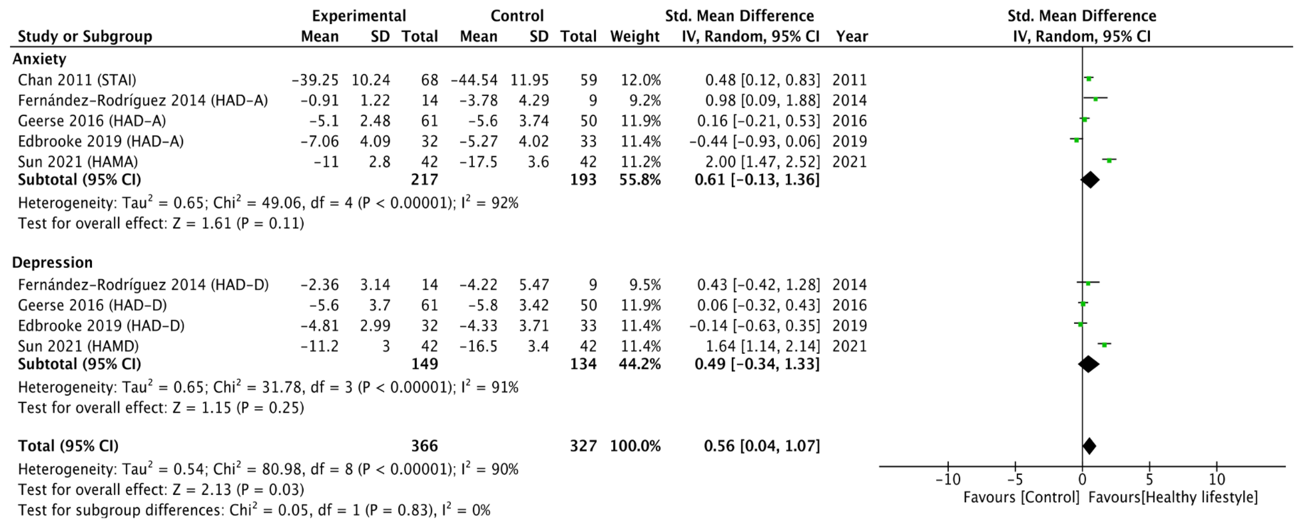 Experimental Control Std. Mean Difference Std. Mean Difference
Study or Subgroup Mean SD Total Mean SD Total Weight IV, Random, 95% CI Year IV, Random, 95% CI
Anxiety
Chan 2011 (STAI) −39.25 10.24 68 −44.54 11.95 59 12.0% 0.48 [0.12, 0.83] 2011
Fernández-Rodríguez 2014 (HAD-A) −0.91 1.22 14 −3.78 4.29 9 9.2% 0.98 [0.09, 1.88] 2014
Geerse 2016 (HAD-A) −5.1 2.48 61 −5.6 3.74 50 11.9% 0.16 [−0.21, 0.53] 2016
Edbrooke 2019 (HAD-A) −7.06 4.09 32 −5.27 4.02 33 11.4% −0.44 [−0.93, 0.06] 2019
Sun 2021 (HAMA) −11 2.8 42 −17.5 3.6 42 11.2% 2.00 [1.47, 2.52] 2021
Subtotal (95% CI) 217 193 55.8% 0.61 [−0.13, 1.36]
Heterogeneity: Tau² = 0.65; Chi² = 49.06, df = 4 (P < 0.00001); I² = 92%
Test for overall effect: Z = 1.61 (P = 0.11)
Depression
Fernández-Rodríguez 2014 (HAD-D) −2.36 3.14 14 −4.22 5.47 9 9.5% 0.43 [−0.42, 1.28] 2014
Geerse 2016 (HAD-D) −5.6 3.7 61 −5.8 3.42 50 11.9% 0.06 [−0.32, 0.43] 2016
Edbrooke 2019 (HAD-D) −4.81 2.99 32 −4.33 3.71 33 11.4% −0.14 [−0.63, 0.35] 2019
Sun 2021 (HAMD) −11.2 3 42 −16.5 3.4 42 11.4% 1.64 [1.14, 2.14] 2021
Subtotal (95% CI) 149 134 44.2% 0.49 [−0.34, 1.33]
Heterogeneity: Tau² = 0.65; Chi² = 31.78, df = 3 (P < 0.00001); I² = 91%
Test for overall effect: Z = 1.15 (P = 0.25)
Total (95% CI) 366 327 100.0% 0.56 [0.04, 1.07]
Heterogeneity: Tau² = 0.54; Chi² = 80.98, df = 8 (P < 0.00001); I² = 90%
Test for overall effect: Z = 2.13 (P = 0.03)
Test for subgroup differences: Chi² = 0.05, df = 1 (P = 0.83), I² = 0%
−10 −5 0 5 10
Favours [Control] Favours[Healthy lifestyle]